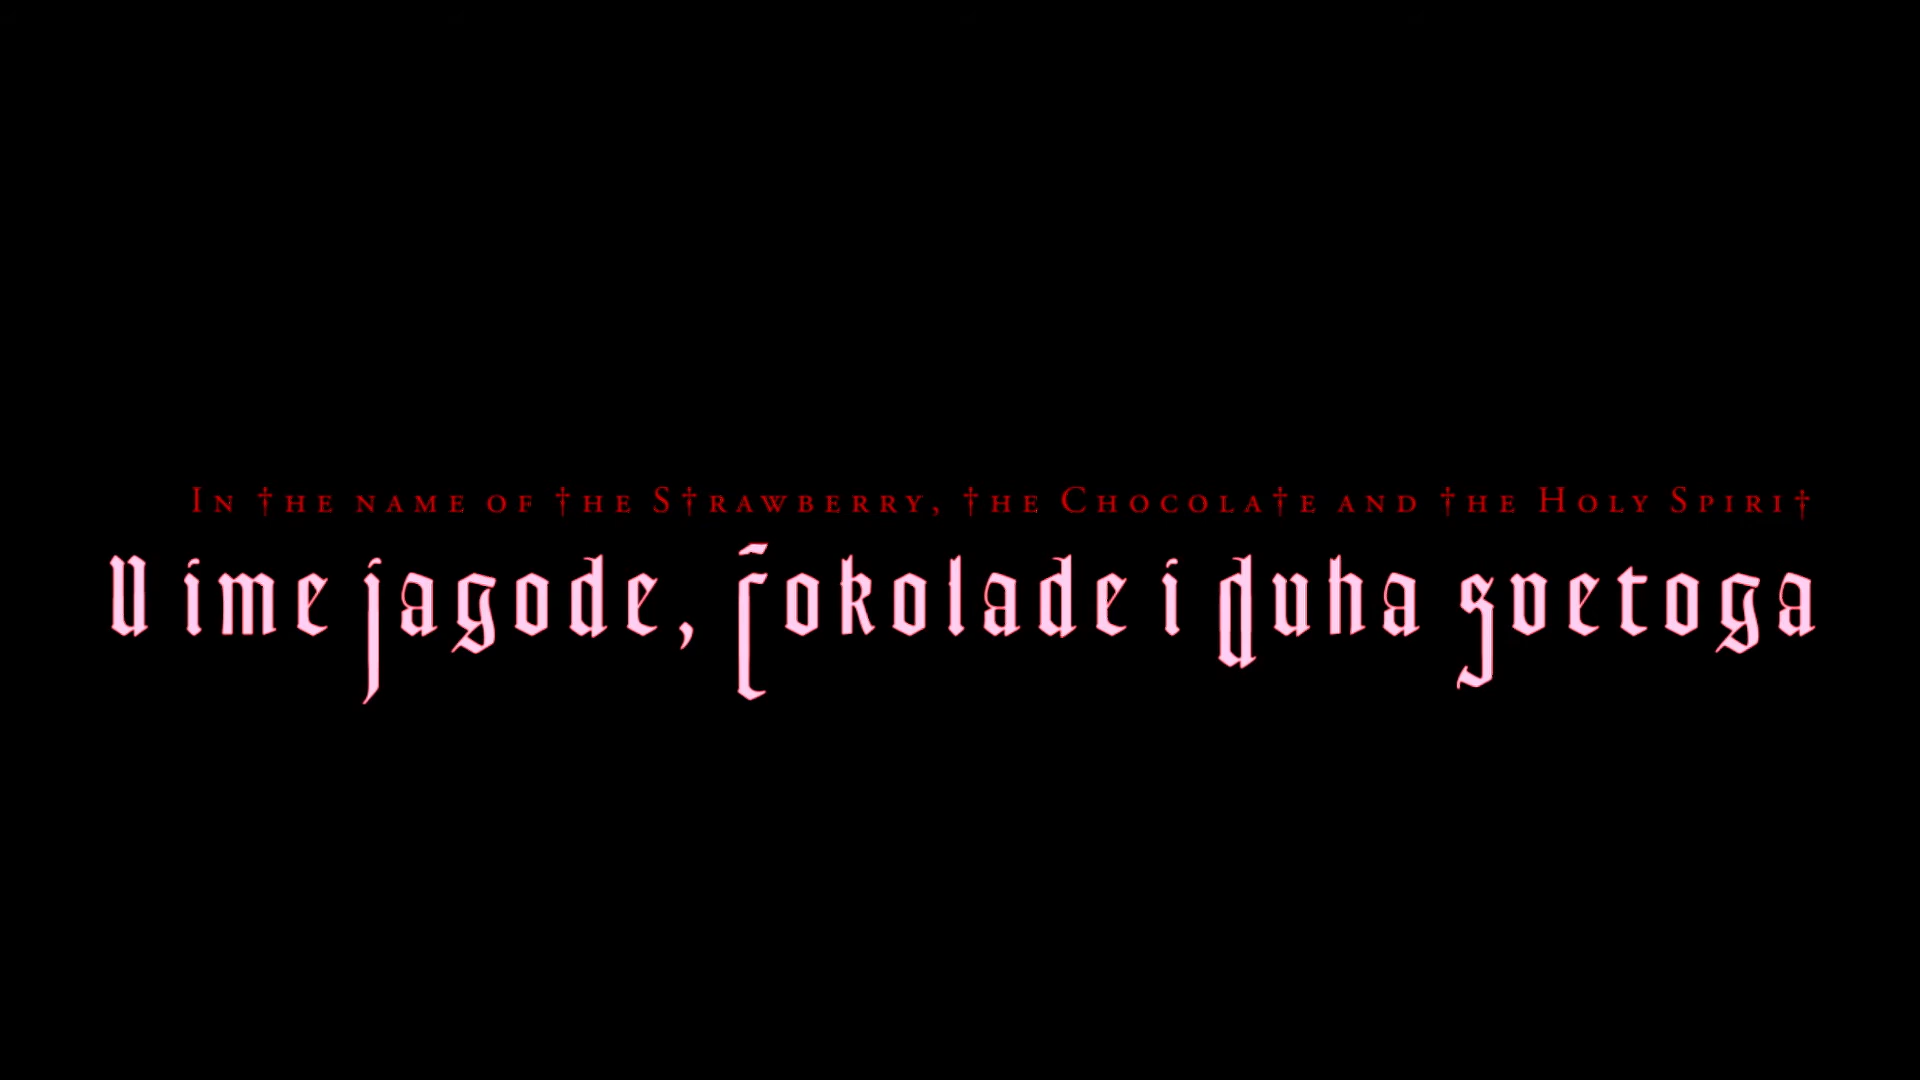 In †he name of †he S†rawberry, †he Chocola†e and †he Holy Spiri†
U ime jagode, čokolade i duha svetoga